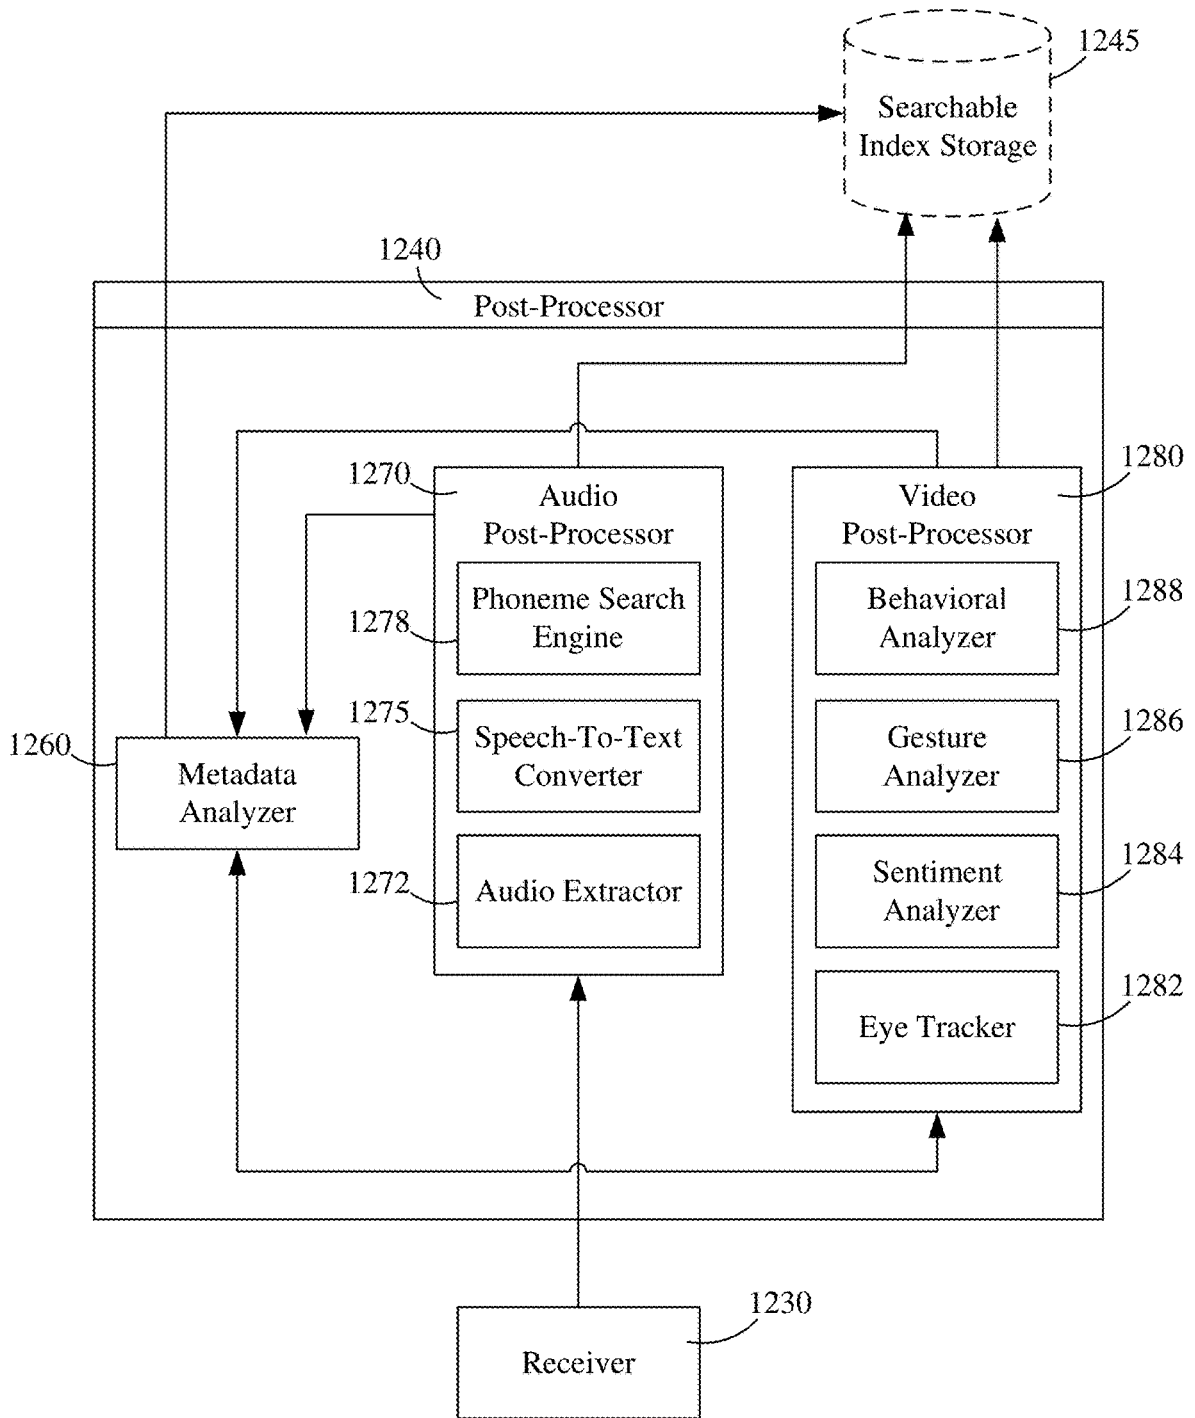 1245
Searchable
Index Storage
1240
Post-Processor
1270
Audio
Post-Processor
1280
Video
Post-Processor
1278
Phoneme Search
Engine
Behavioral
Analyzer
1288
1275
Speech-To-Text
Converter
Gesture
Analyzer
1286
1260
Metadata
Analyzer
1272
Audio Extractor
Sentiment
Analyzer
1284
Eye Tracker
1282
1230
Receiver